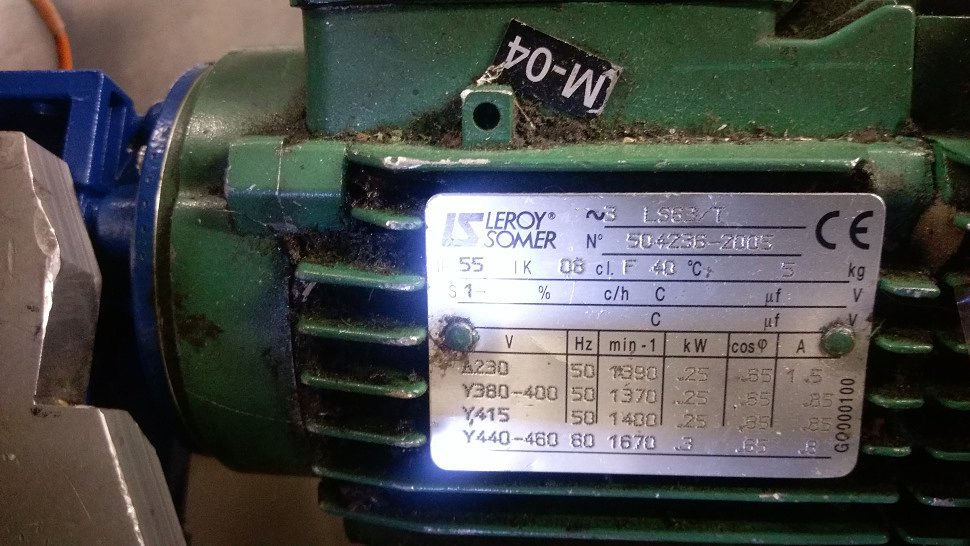 M-04
LEROY® ~3 LS63/T
SOMER N° 504236-2005 CE
55 IK 08 cl. F 40 °C, 5 kg
S1- % c/h C µf V
C µf V
V Hz min-1 kW cosφ A
Δ230 50 1390 .25 .65 1.5
Y380-400 50 1370 .25 .65 .85
Y415 50 1400 .25 .65 .85
Y440-460 60 1670 .3 .65 .8
GQ000100